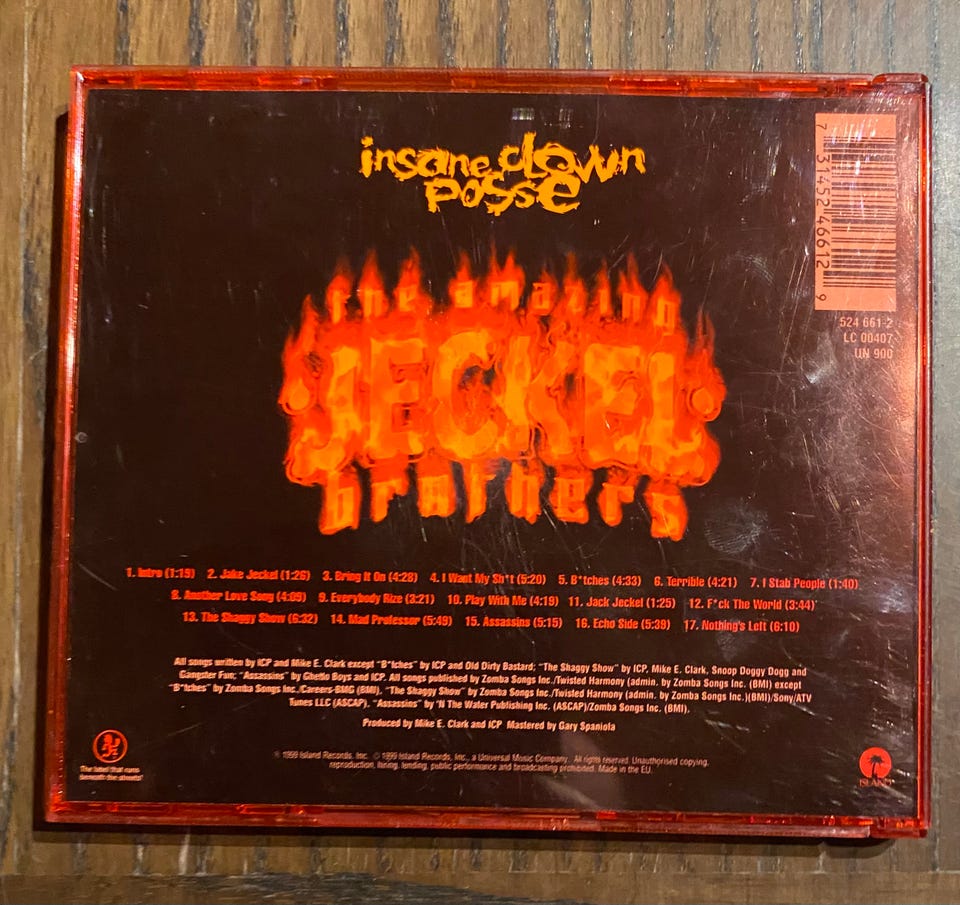 insane clown
posse
7 31452 46612 9
524 661-2
LC 00407
UN 900
the amazing
JECKEL
brothers
1. Intro (1:19) 2. Jake Jeckel (1:26) 3. Bring It On (4:28) 4. I Want My Sh*t (5:20) 5. B*tches (4:33) 6. Terrible (4:21) 7. I Stab People (1:40)
8. Another Love Song (4:09) 9. Everybody Rize (3:21) 10. Play With Me (4:19) 11. Jack Jeckel (1:25) 12. F*ck The World (3:44)
13. The Shaggy Show (6:32) 14. Mad Professor (5:49) 15. Assassins (5:15) 16. Echo Side (5:39) 17. Nothing's Left (6:10)
All songs written by ICP and Mike E. Clark except "B*tches" by ICP and Old Dirty Bastard; "The Shaggy Show" by ICP, Mike E. Clark, Snoop Doggy Dogg and
Gangster Fun; "Assassins" by Ghetto Boys and ICP. All songs published by Zomba Songs Inc./Twisted Harmony (admin. by Zomba Songs Inc. (BMI) except
"B*tches" by Zomba Songs Inc./Careers-BMG (BMI), "The Shaggy Show" by Zomba Songs Inc./Twisted Harmony (admin. by Zomba Songs Inc.)(BMI)/Sony/ATV
Tunes LLC (ASCAP), "Assassins" by 'N The Water Publishing Inc. (ASCAP)/Zomba Songs Inc. (BMI).
Produced by Mike E. Clark and ICP Mastered by Gary Spaniola
The label that runs
beneath the streets!
℗ 1999 Island Records, Inc. © 1999 Island Records, Inc., a Universal Music Company. All rights reserved. Unauthorised copying,
reproduction, hiring, lending, public performance and broadcasting prohibited. Made in the EU.
ISLAND